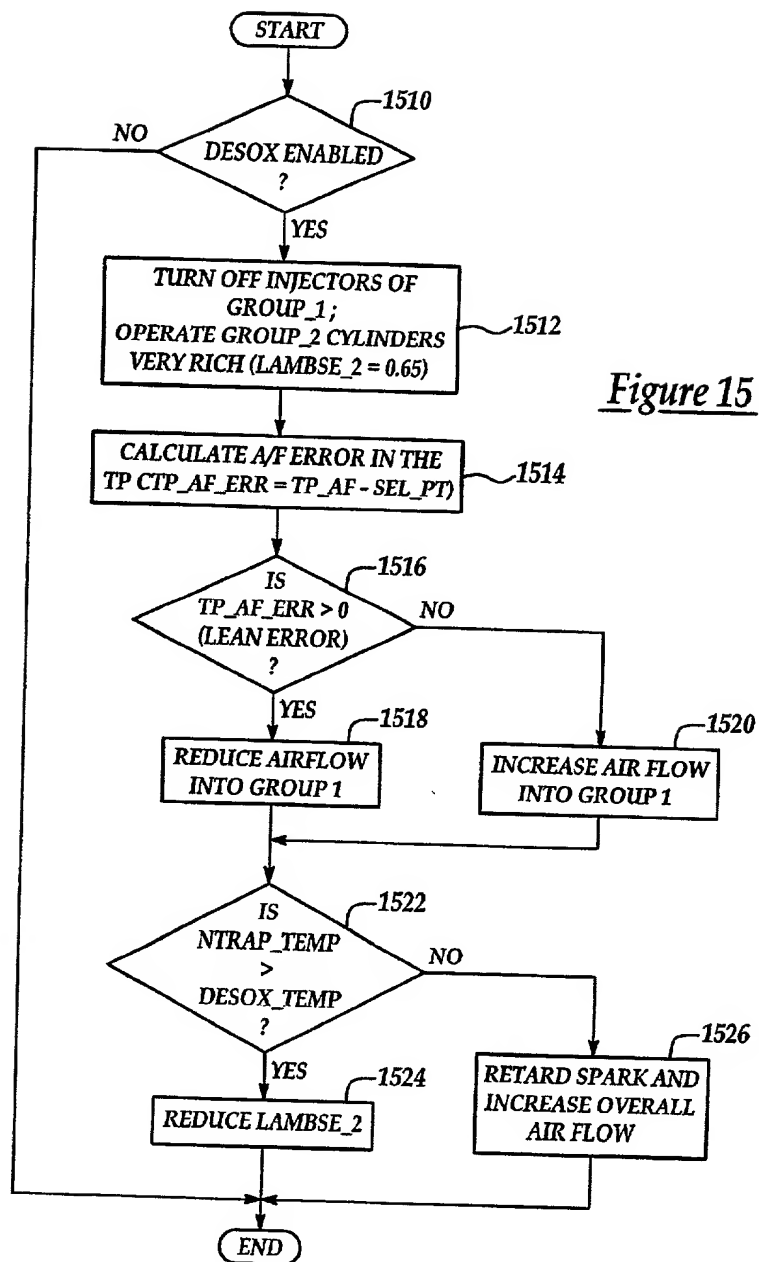 START
1510
NO
DESOX ENABLED
?
YES
TURN OFF INJECTORS OF
GROUP_1 ;
OPERATE GROUP_2 CYLINDERS
VERY RICH (LAMBSE_2 = 0.65)
1512
Figure 15
CALCULATE A/F ERROR IN THE
TP CTP_AF_ERR = TP_AF - SEL_PT)
1514
1516
IS
TP_AF_ERR > 0
(LEAN ERROR)
?
NO
YES
1518
REDUCE AIRFLOW
INTO GROUP 1
1520
INCREASE AIR FLOW
INTO GROUP 1
1522
IS
NTRAP_TEMP
>
DESOX_TEMP
?
NO
YES
1524
REDUCE LAMBSE_2
1526
RETARD SPARK AND
INCREASE OVERALL
AIR FLOW
END